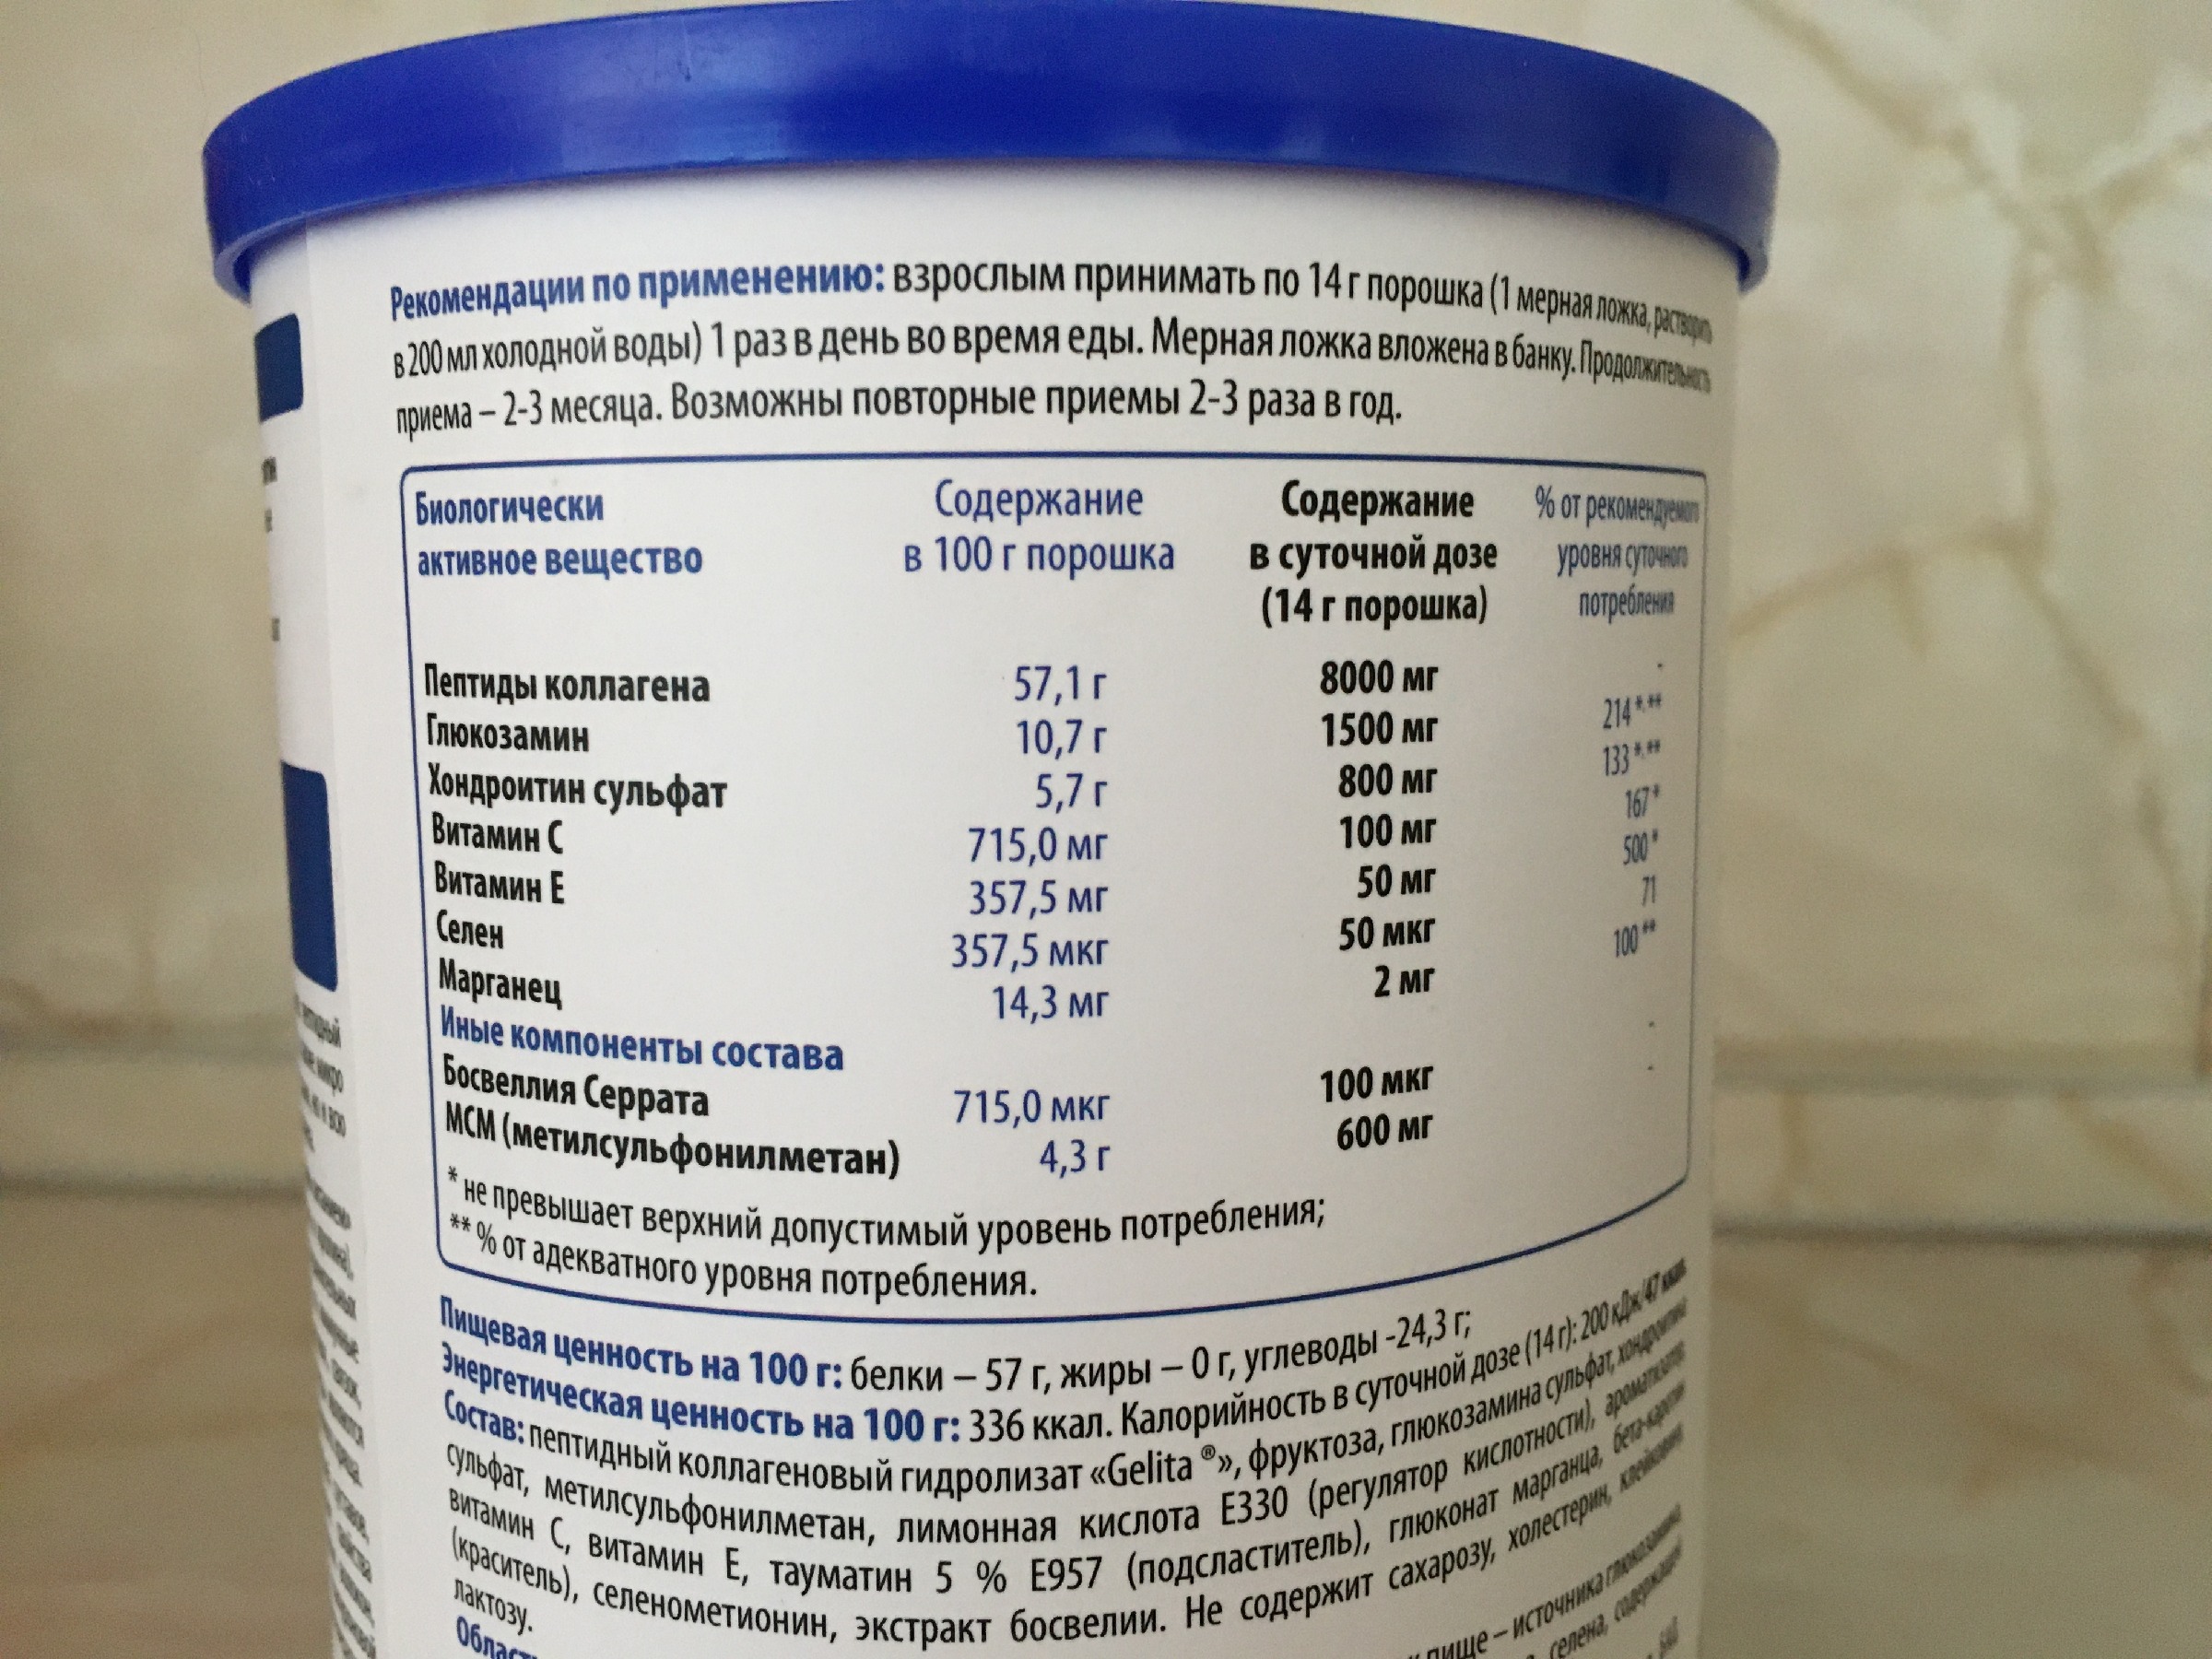 Рекомендации по применению: взрослым принимать по 14 г порошка (1 мерная ложка, растворить
в 200 мл холодной воды) 1 раз в день во время еды. Мерная ложка вложена в банку. Продолжительность
приема – 2-3 месяца. Возможны повторные приемы 2-3 раза в год.
Биологически активное вещество
Содержание в 100 г порошка
Содержание в суточной дозе (14 г порошка)
% от рекомендуемого уровня суточного потребления
Пептиды коллагена 57,1 г 8000 мг -
Глюкозамин 10,7 г 1500 мг 214*,**
Хондроитин сульфат 5,7 г 800 мг 133*,**
Витамин С 715,0 мг 100 мг 167*
Витамин Е 357,5 мг 50 мг 500*
Селен 357,5 мкг 50 мкг 71
Марганец 14,3 мг 2 мг 100**
Иные компоненты состава
Босвеллия Серрата 715,0 мкг 100 мкг -
МСМ (метилсульфонилметан) 4,3 г 600 мг -
* не превышает верхний допустимый уровень потребления;
** % от адекватного уровня потребления.
Пищевая ценность на 100 г: белки – 57 г, жиры – 0 г, углеводы -24,3 г;
Энергетическая ценность на 100 г: 336 ккал. Калорийность в суточной дозе (14 г): 200 кДж/47 ккал.
Состав: пептидный коллагеновый гидролизат «Gelita ®», фруктоза, глюкозамина сульфат, хондроитина
сульфат, метилсульфонилметан, лимонная кислота Е330 (регулятор кислотности), ароматизатор,
витамин С, витамин Е, тауматин 5 % Е957 (подсластитель), глюконат марганца, бета-каротин
(краситель), селенометионин, экстракт босвелии. Не содержит сахарозу, холестерин, клейковину,
лактозу.
пище – источника глюкозамина
селена, содержащей